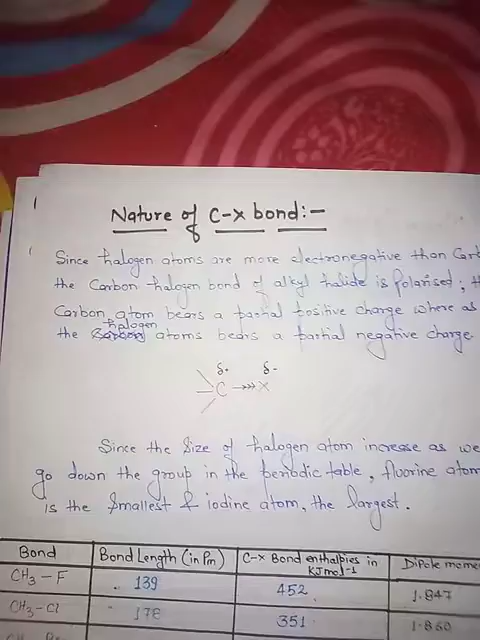 Nature of C-X bond:-
Since halogen atoms are more electronegative than
the Carbon halogen bond of alkyl halide is Polarised;
Carbon atom bears a partial positive charge where as
halogen
the atoms bears a partial negative charge.
δ. δ-
C →→→ X
Since the Size of halogen atom increase as we
go down the group in the periodic table, fluorine atom
is the Smallest & iodine atom, the largest.
Bond Bond Length (in Pm) C-X Bond enthalpies in KJmol-1 Dipole
CH3-F 139 452 1.847
CH3-Cl 178 351 1.860